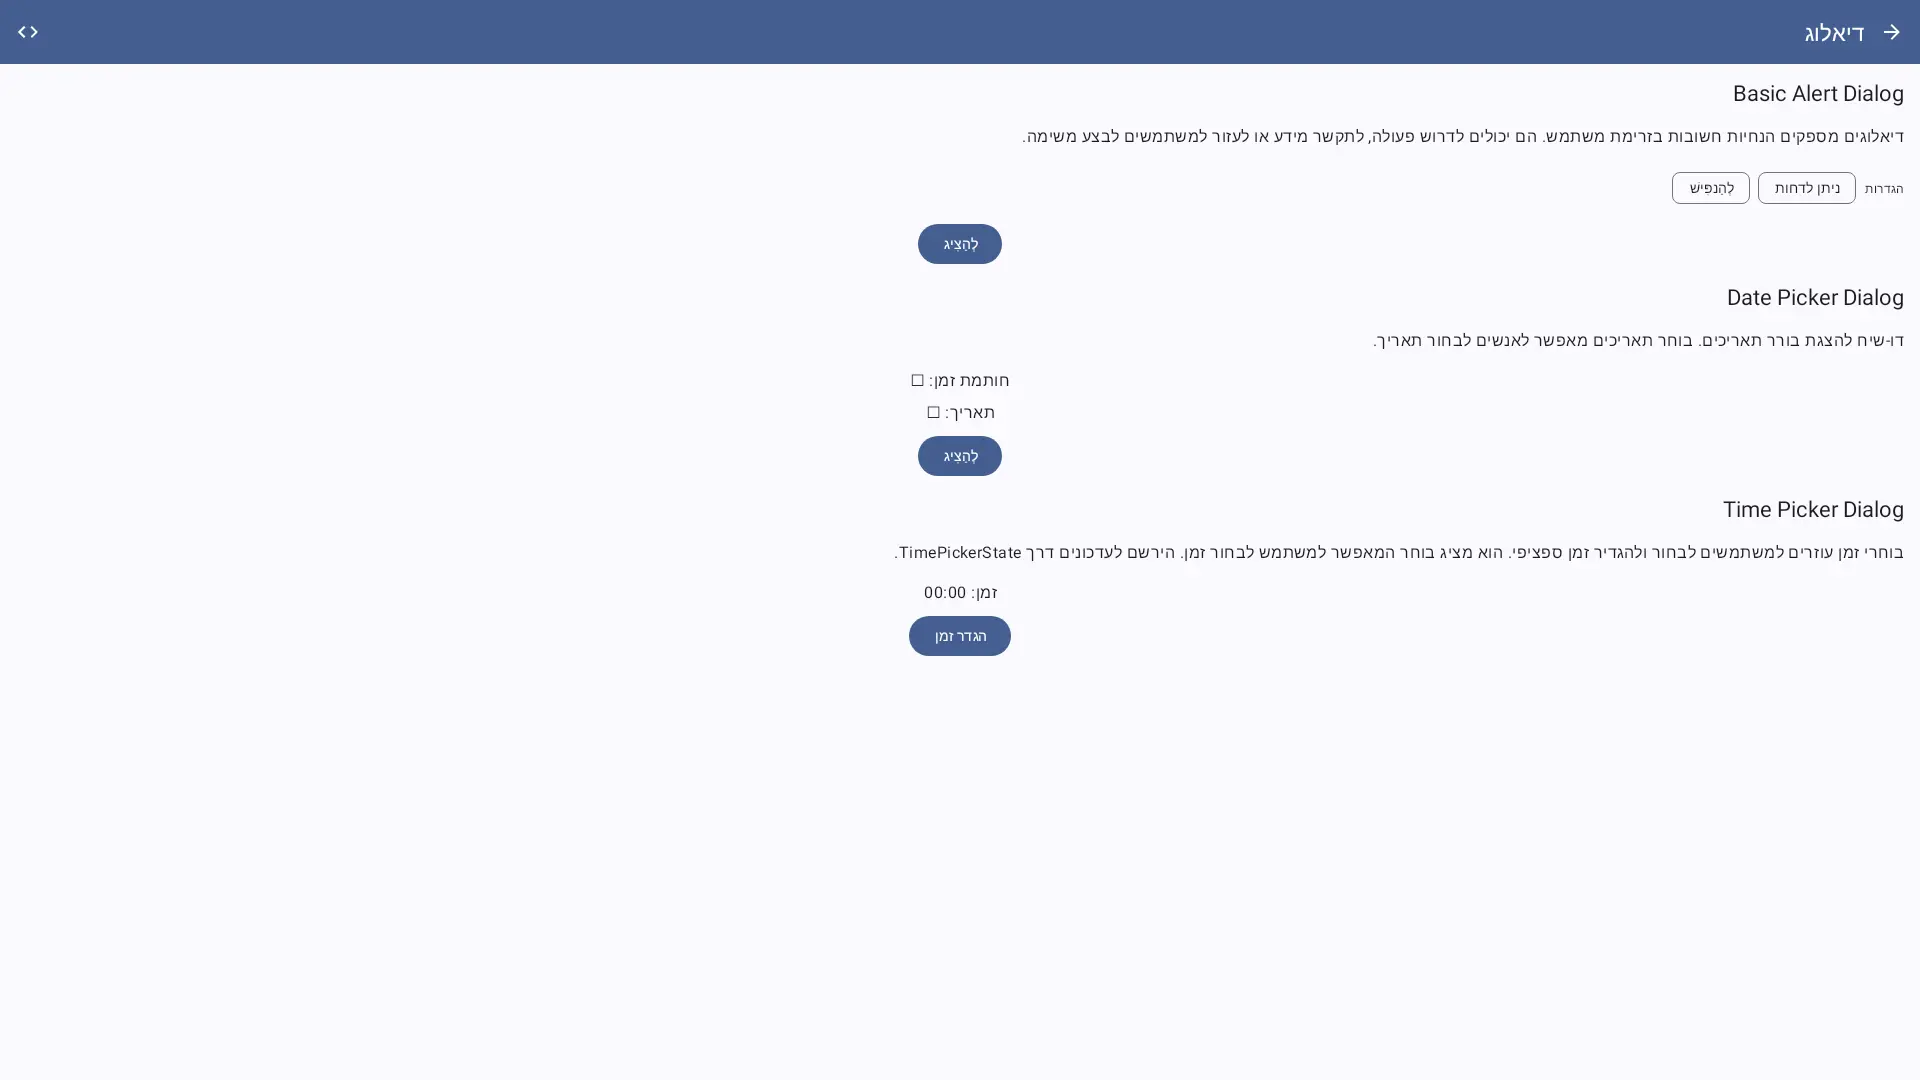 דיאלוג
Basic Alert Dialog
דיאלוגים מספקים הנחיות חשובות בזרימת משתמש. הם יכולים לדרוש פעולה, לתקשר מידע או לעזור למשתמשים לבצע משימה.
הגדרות ניתן לדחות לְהַנפִּישׁ
לְהַצִיג
Date Picker Dialog
דו-שיח להצגת בורר תאריכים. בוחר תאריכים מאפשר לאנשים לבחור תאריך.
חותמת זמן: ☐
תאריך: ☐
לְהַצִיג
Time Picker Dialog
בוחרי זמן עוזרים למשתמשים לבחור ולהגדיר זמן ספציפי. הוא מציג בוחר המאפשר למשתמש לבחור זמן. הירשם לעדכונים דרך TimePickerState.
זמן: 00:00
הגדר זמן